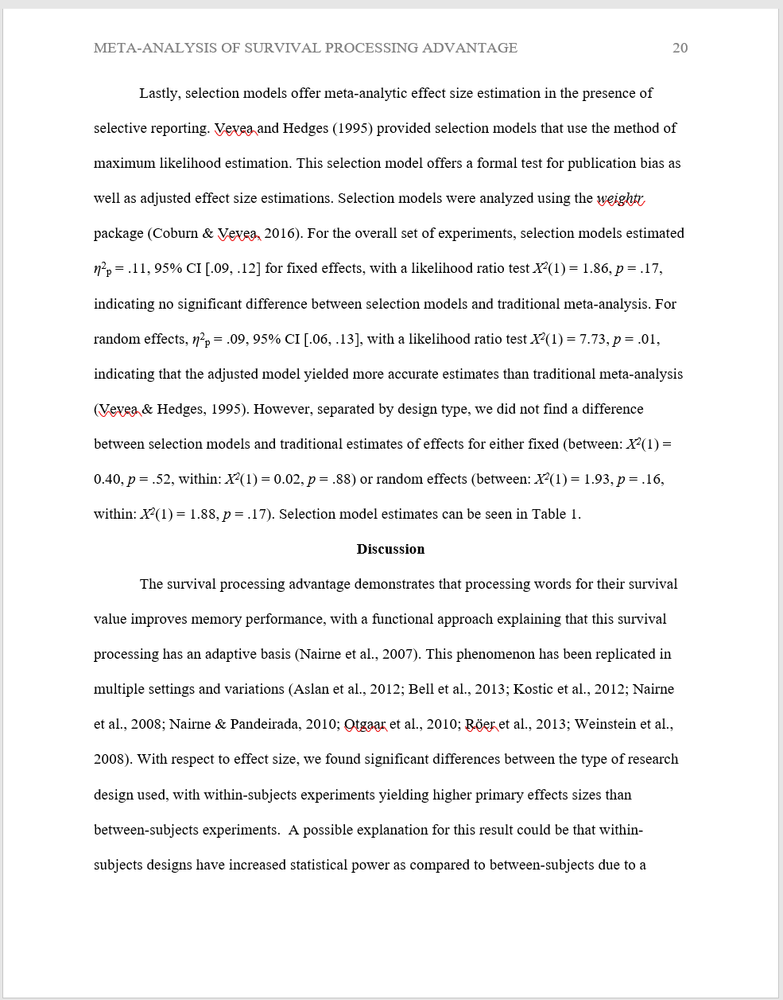 META-ANALYSIS OF SURVIVAL PROCESSING ADVANTAGE 20
Lastly, selection models offer meta-analytic effect size estimation in the presence of
selective reporting. Vevea and Hedges (1995) provided selection models that use the method of
maximum likelihood estimation. This selection model offers a formal test for publication bias as
well as adjusted effect size estimations. Selection models were analyzed using the weightr
package (Coburn & Vevea, 2016). For the overall set of experiments, selection models estimated
η²ₚ = .11, 95% CI [.09, .12] for fixed effects, with a likelihood ratio test X²(1) = 1.86, p = .17,
indicating no significant difference between selection models and traditional meta-analysis. For
random effects, η²ₚ = .09, 95% CI [.06, .13], with a likelihood ratio test X²(1) = 7.73, p = .01,
indicating that the adjusted model yielded more accurate estimates than traditional meta-analysis
(Vevea & Hedges, 1995). However, separated by design type, we did not find a difference
between selection models and traditional estimates of effects for either fixed (between: X²(1) =
0.40, p = .52, within: X²(1) = 0.02, p = .88) or random effects (between: X²(1) = 1.93, p = .16,
within: X²(1) = 1.88, p = .17). Selection model estimates can be seen in Table 1.
Discussion
The survival processing advantage demonstrates that processing words for their survival
value improves memory performance, with a functional approach explaining that this survival
processing has an adaptive basis (Nairne et al., 2007). This phenomenon has been replicated in
multiple settings and variations (Aslan et al., 2012; Bell et al., 2013; Kostic et al., 2012; Nairne
et al., 2008; Nairne & Pandeirada, 2010; Otgaar et al., 2010; Röer et al., 2013; Weinstein et al.,
2008). With respect to effect size, we found significant differences between the type of research
design used, with within-subjects experiments yielding higher primary effects sizes than
between-subjects experiments.  A possible explanation for this result could be that within-
subjects designs have increased statistical power as compared to between-subjects due to a